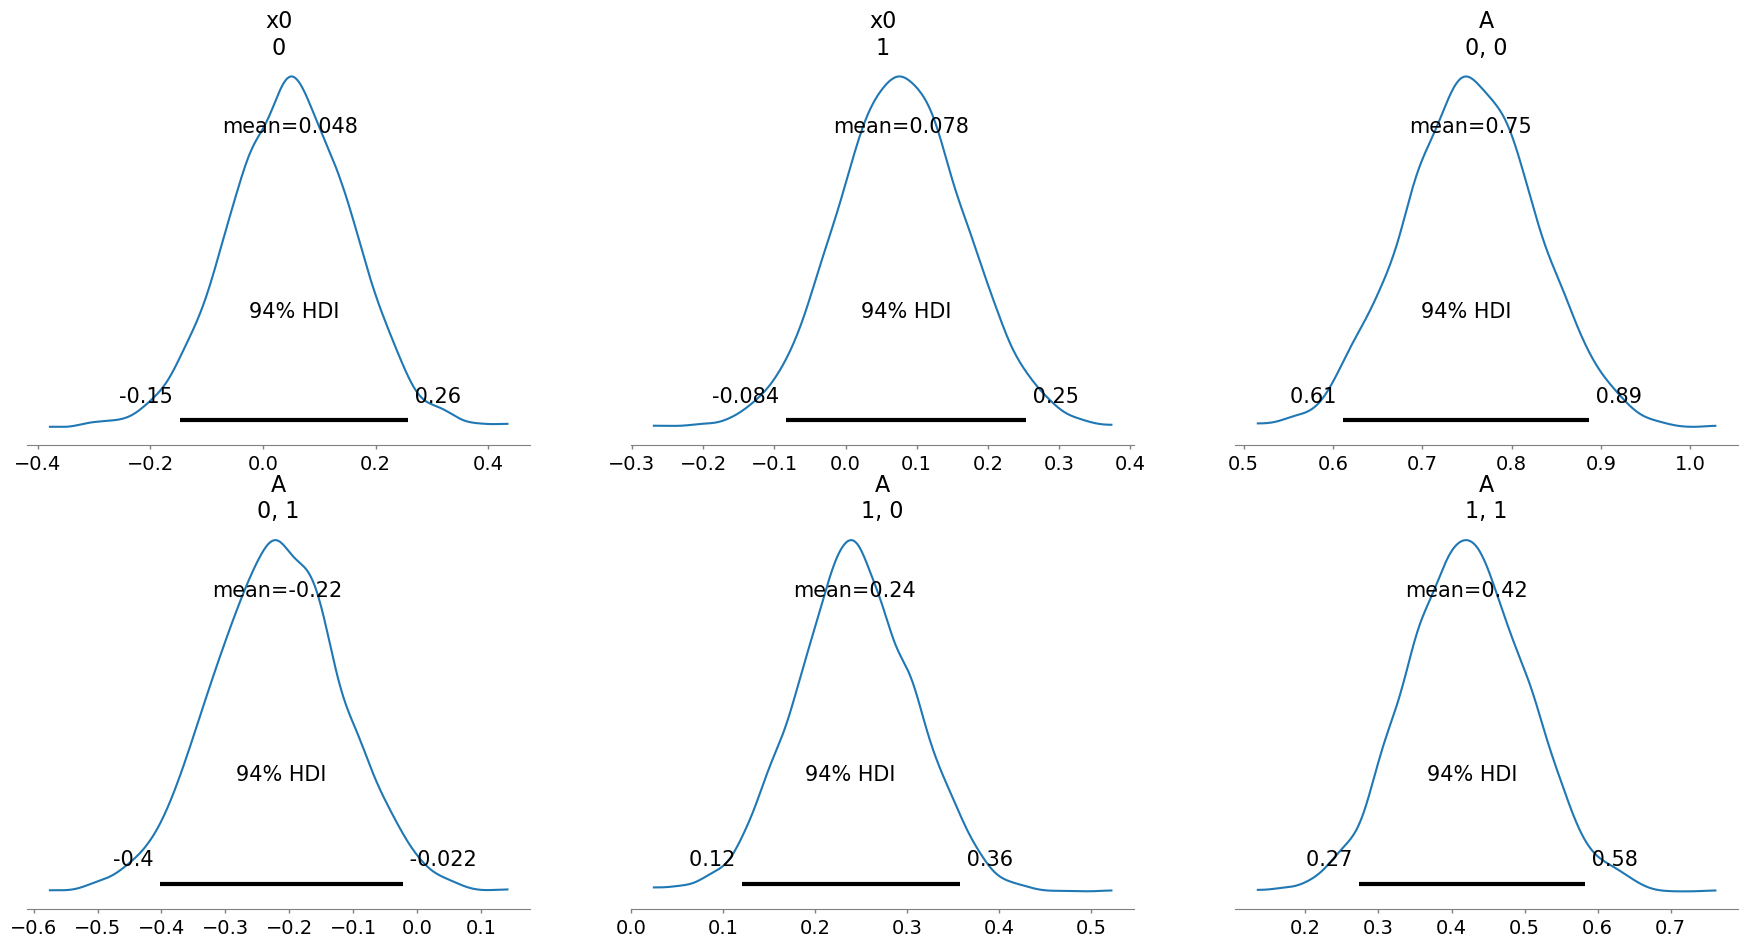 x0
0
mean=0.048
94% HDI
-0.15 0.26
−0.4 −0.2 0.0 0.2 0.4
x0
1
mean=0.078
94% HDI
-0.084 0.25
−0.3 −0.2 −0.1 0.0 0.1 0.2 0.3 0.4
A
0, 0
mean=0.75
94% HDI
0.61 0.89
0.5 0.6 0.7 0.8 0.9 1.0
A
0, 1
mean=-0.22
94% HDI
-0.4 -0.022
−0.6 −0.5 −0.4 −0.3 −0.2 −0.1 0.0 0.1
A
1, 0
mean=0.24
94% HDI
0.12 0.36
0.0 0.1 0.2 0.3 0.4 0.5
A
1, 1
mean=0.42
94% HDI
0.27 0.58
0.2 0.3 0.4 0.5 0.6 0.7